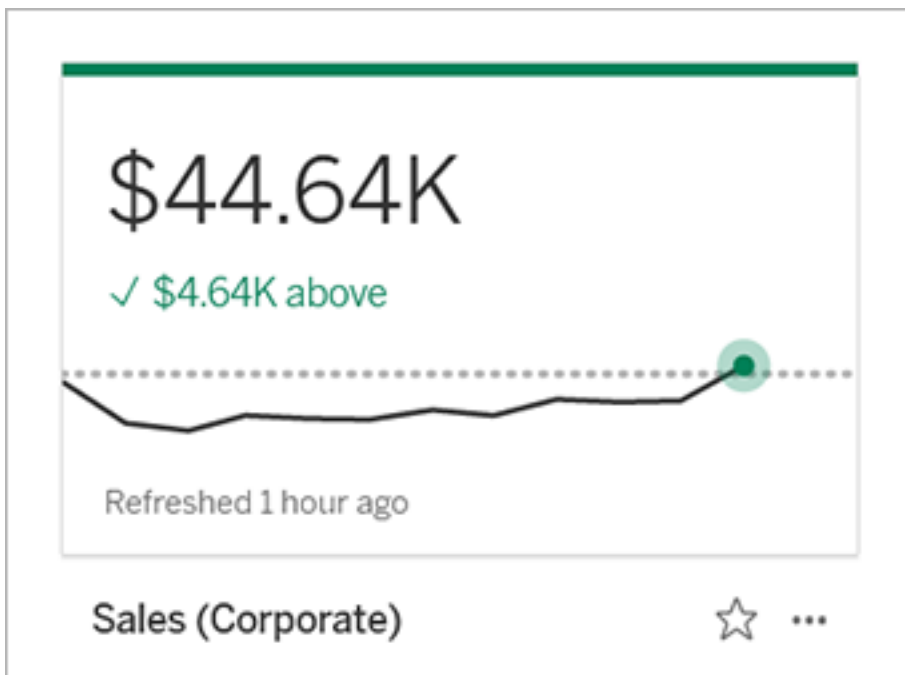 $44.64K
✓ $4.64K above
Refreshed 1 hour ago
Sales (Corporate)